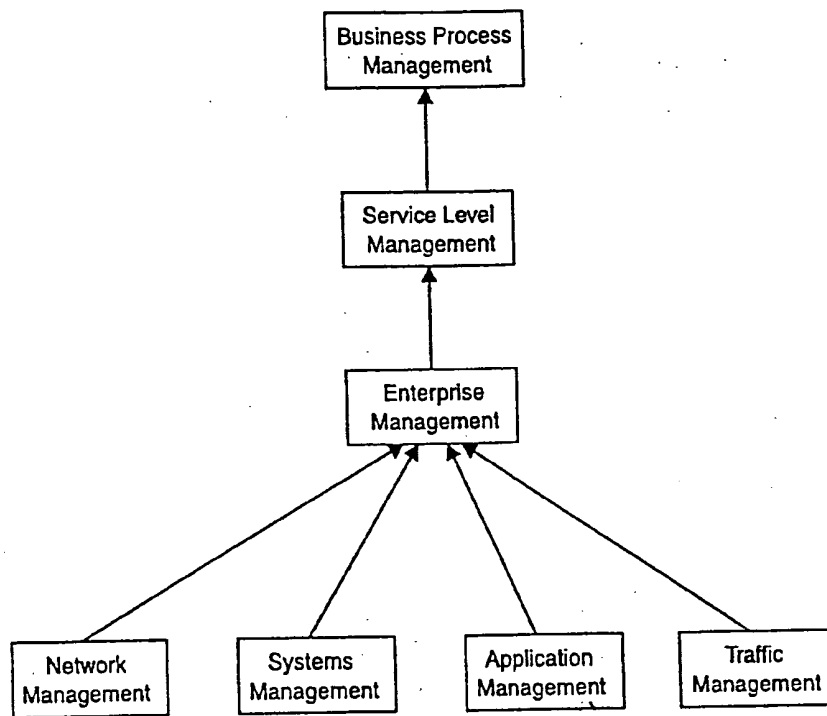 Business Process
Management
Service Level
Management
Enterprise
Management
Network
Management
Systems
Management
Application
Management
Traffic
Management